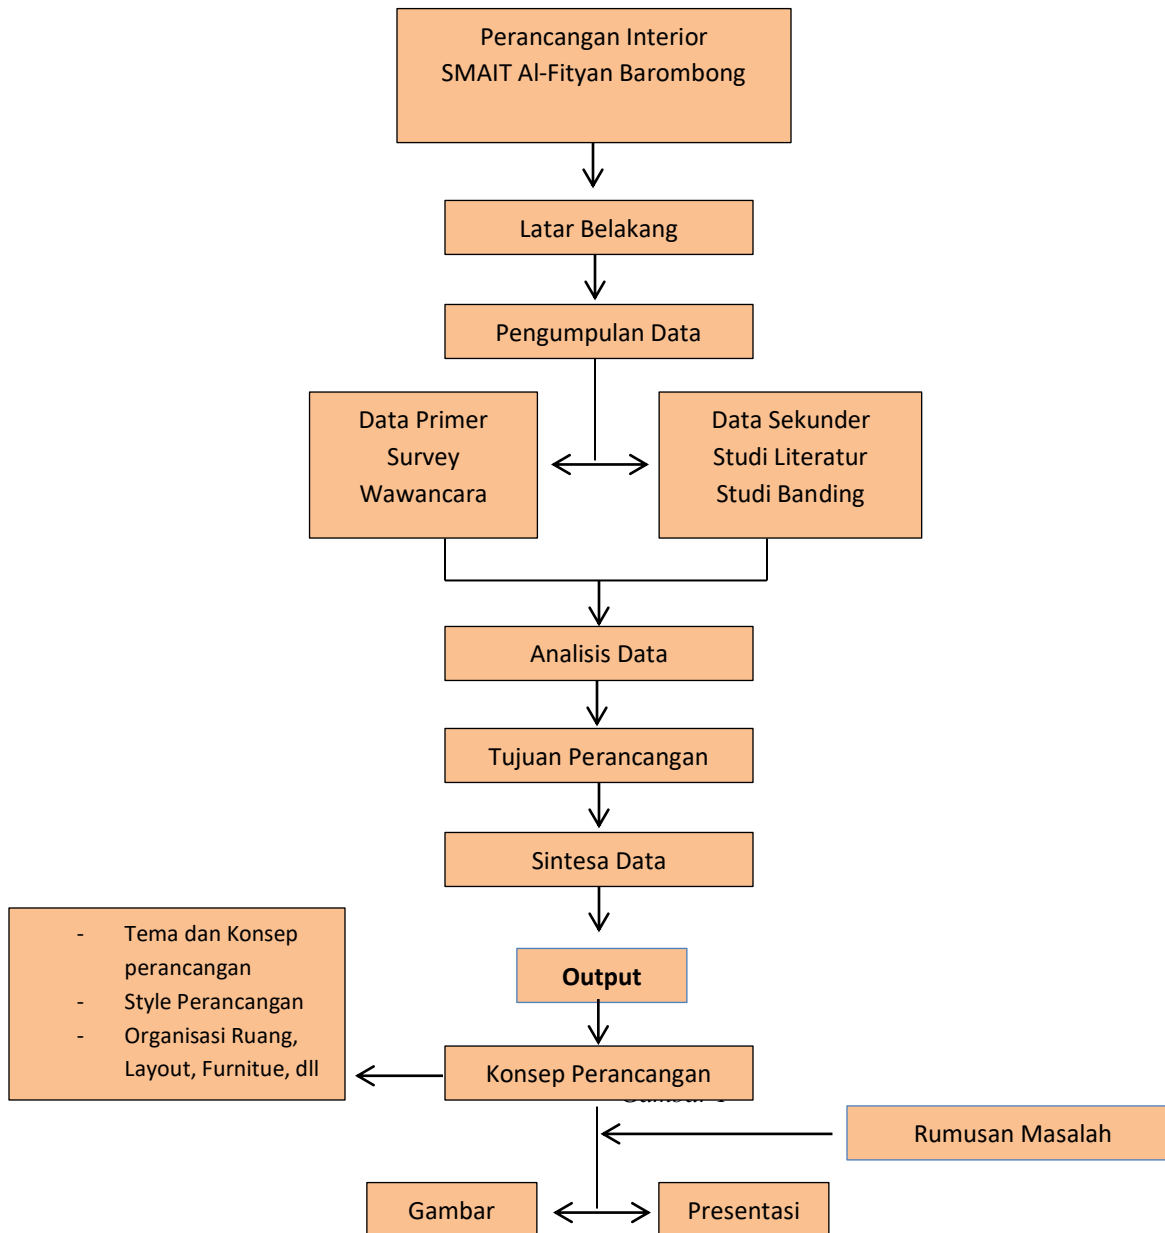 Perancangan Interior
SMAIT Al-Fityan Barombong
Latar Belakang
Pengumpulan Data
Data Primer
Survey
Wawancara
Data Sekunder
Studi Literatur
Studi Banding
Analisis Data
Tujuan Perancangan
Sintesa Data
Output
- Tema dan Konsep
perancangan
- Style Perancangan
- Organisasi Ruang,
Layout, Furnitue, dll
Konsep Perancangan
Rumusan Masalah
Gambar
Presentasi